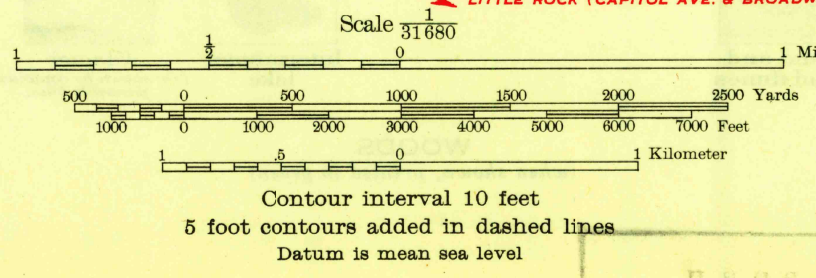 LITTLE ROCK (CAPITOL AVE. & BROADW
Scale 1/31680
1 1/2 0 1 Mi
500 0 500 1000 1500 2000 2500 Yards
1000 0 1000 2000 3000 4000 5000 6000 7000 Feet
1 .5 0 1 Kilometer
Contour interval 10 feet
5 foot contours added in dashed lines
Datum is mean sea level